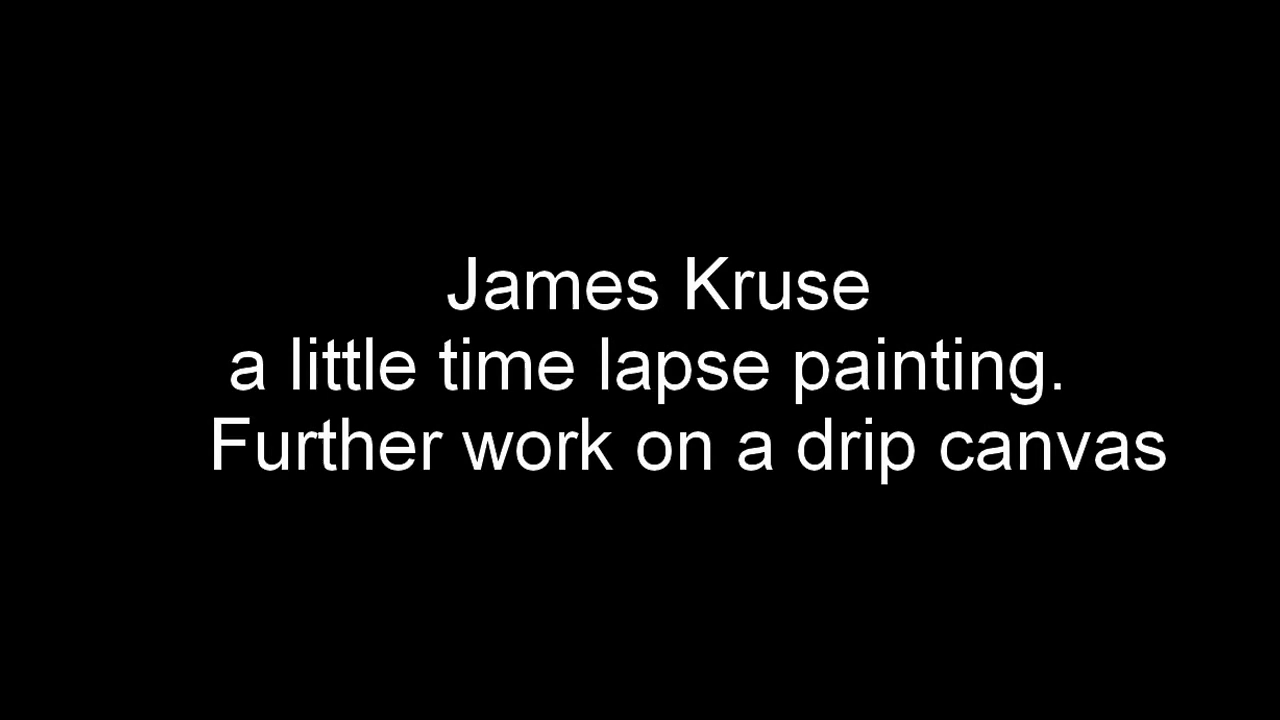 James Kruse
a little time lapse painting.
Further work on a drip canvas